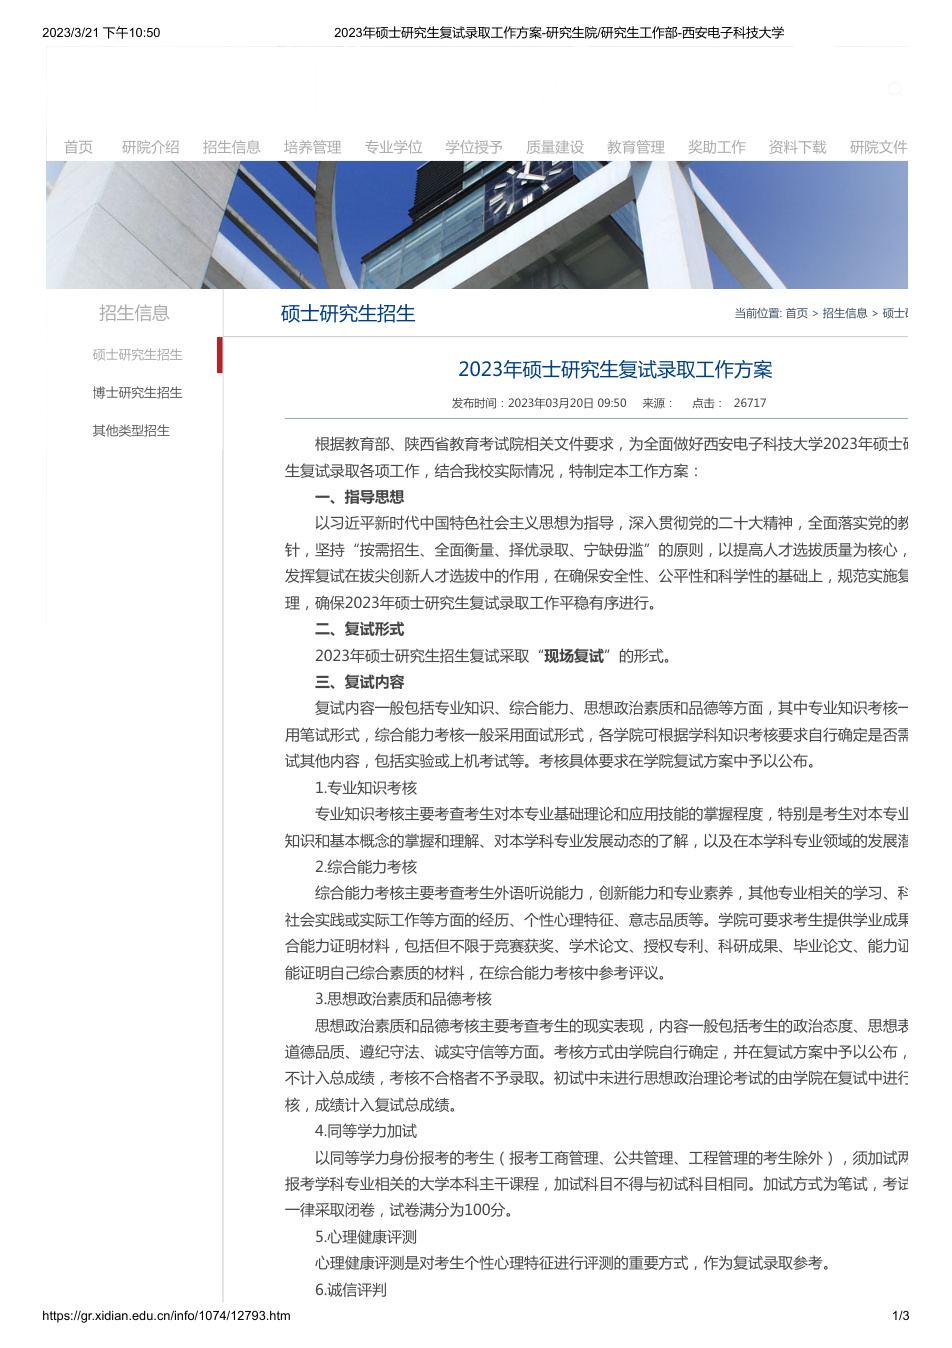 2023/3/21 下午10:50
2023年硕士研究生复试录取工作方案-研究生院/研究生工作部-西安电子科技大学
首页 研院介绍 招生信息 培养管理 专业学位 学位授予 质量建设 教育管理 奖助工作 资料下载 研院文件
招生信息
硕士研究生招生
博士研究生招生
其他类型招生
硕士研究生招生
当前位置: 首页 > 招生信息 > 硕士
2023年硕士研究生复试录取工作方案
发布时间：2023年03月20日 09:50 来源： 点击： 26717
根据教育部、陕西省教育考试院相关文件要求，为全面做好西安电子科技大学2023年硕士
生复试录取各项工作，结合我校实际情况，特制定本工作方案：
一、指导思想
以习近平新时代中国特色社会主义思想为指导，深入贯彻党的二十大精神，全面落实党的教
针，坚持“按需招生、全面衡量、择优录取、宁缺毋滥”的原则，以提高人才选拔质量为核心，
发挥复试在拔尖创新人才选拔中的作用，在确保安全性、公平性和科学性的基础上，规范实施复
理，确保2023年硕士研究生复试录取工作平稳有序进行。
二、复试形式
2023年硕士研究生招生复试采取“现场复试”的形式。
三、复试内容
复试内容一般包括专业知识、综合能力、思想政治素质和品德等方面，其中专业知识考核一
用笔试形式，综合能力考核一般采用面试形式，各学院可根据学科知识考核要求自行确定是否需
试其他内容，包括实验或上机考试等。考核具体要求在学院复试方案中予以公布。
1.专业知识考核
专业知识考核主要考查考生对本专业基础理论和应用技能的掌握程度，特别是考生对本专业
知识和基本概念的掌握和理解、对本学科专业发展动态的了解，以及在本学科专业领域的发展潜
2.综合能力考核
综合能力考核主要考查考生外语听说能力，创新能力和专业素养，其他专业相关的学习、科
社会实践或实际工作等方面的经历、个性心理特征、意志品质等。学院可要求考生提供学业成果
合能力证明材料，包括但不限于竞赛获奖、学术论文、授权专利、科研成果、毕业论文、能力证
能证明自己综合素质的材料，在综合能力考核中参考评议。
3.思想政治素质和品德考核
思想政治素质和品德考核主要考查考生的现实表现，内容一般包括考生的政治态度、思想表
道德品质、遵纪守法、诚实守信等方面。考核方式由学院自行确定，并在复试方案中予以公布，
不计入总成绩，考核不合格者不予录取。初试中未进行思想政治理论考试的由学院在复试中进行
核，成绩计入复试总成绩。
4.同等学力加试
以同等学力身份报考的考生（报考工商管理、公共管理、工程管理的考生除外），须加试两
报考学科专业相关的大学本科主干课程，加试科目不得与初试科目相同。加试方式为笔试，考试
一律采取闭卷，试卷满分为100分。
5.心理健康评测
心理健康评测是对考生个性心理特征进行评测的重要方式，作为复试录取参考。
6.诚信评判
https://gr.xidian.edu.cn/info/1074/12793.htm
1/3